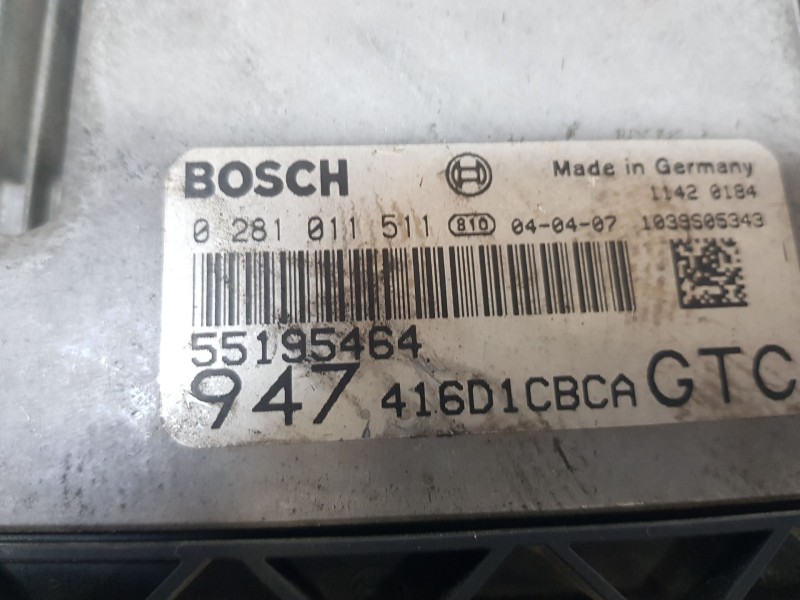 BOSCH Made in Germany
1142 0184
0 281 011 511 810 04-04-07 1039S05343
55195464
947 416D1CBCA GTC